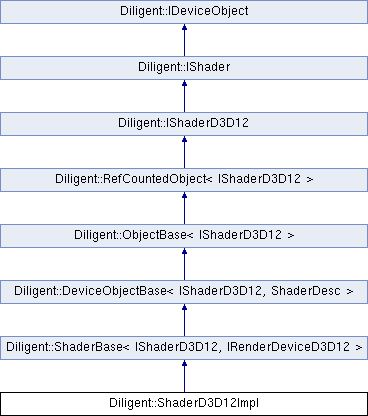 Diligent::IDeviceObject
Diligent::IShader
Diligent::IShaderD3D12
Diligent::RefCountedObject< IShaderD3D12 >
Diligent::ObjectBase< IShaderD3D12 >
Diligent::DeviceObjectBase< IShaderD3D12, ShaderDesc >
Diligent::ShaderBase< IShaderD3D12, IRenderDeviceD3D12 >
Diligent::ShaderD3D12Impl